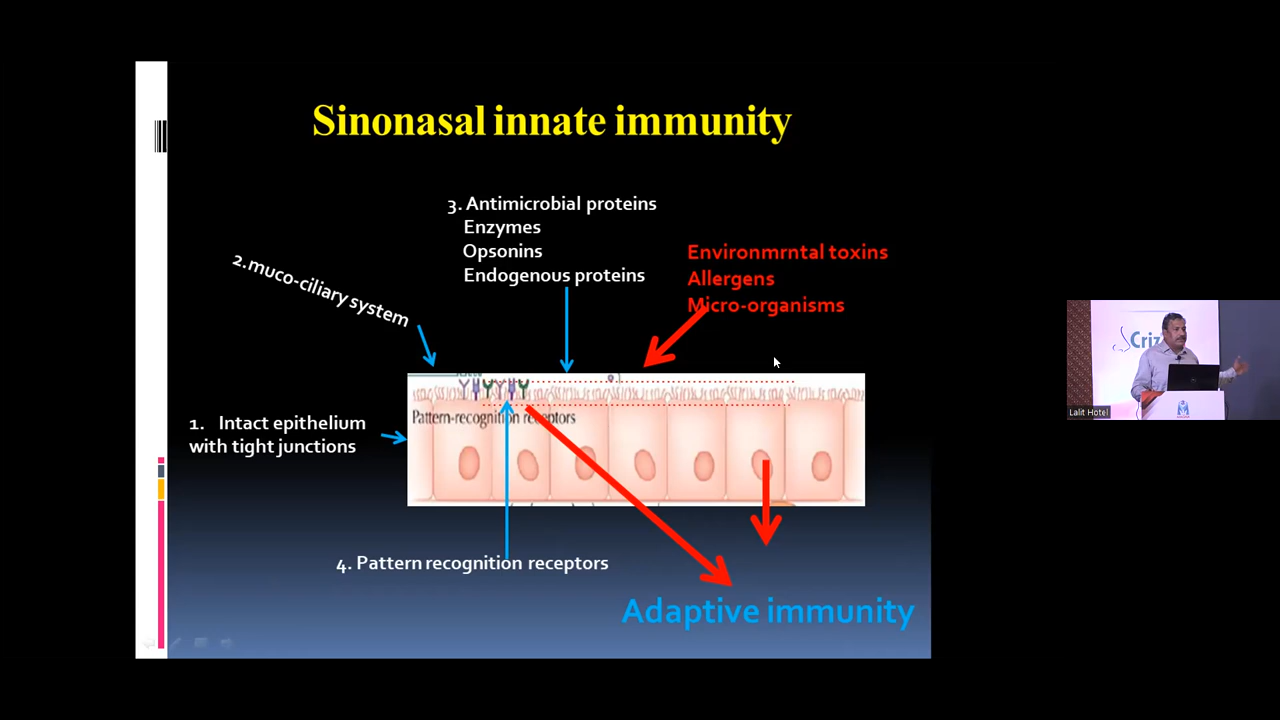 Sinonasal innate immunity
3. Antimicrobial proteins
Enzymes
Opsonins
Endogenous proteins
Environmrntal toxins
Allergens
Micro-organisms
2.muco-ciliary system
1. Intact epithelium
with tight junctions
Pattern-recognition receptors
4. Pattern recognition receptors
Adaptive immunity
Lalit Hotel